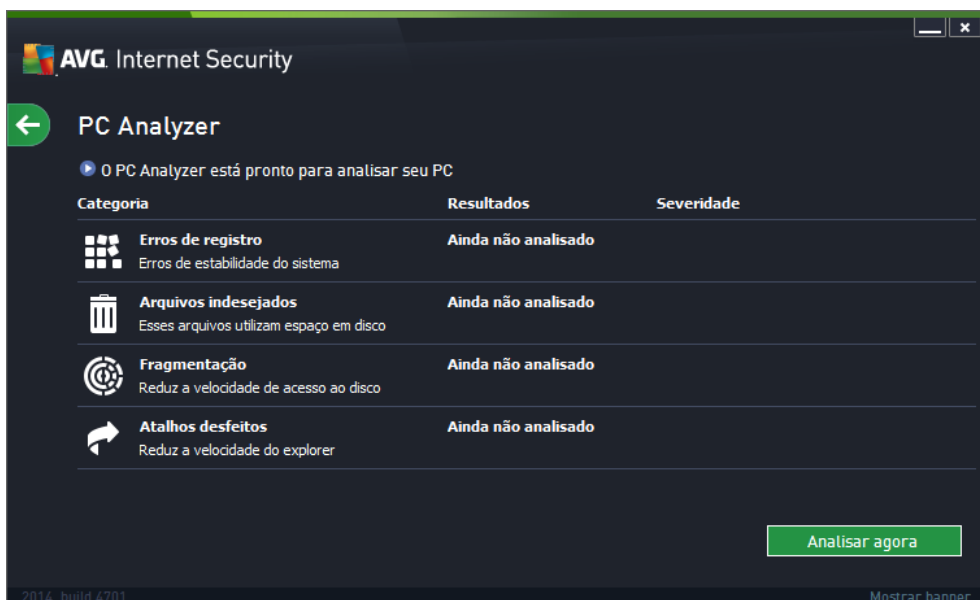 AVG. Internet Security
PC Analyzer
O PC Analyzer está pronto para analisar seu PC
Categoria Resultados Severidade
Erros de registro Ainda não analisado
Erros de estabilidade do sistema
Arquivos indesejados Ainda não analisado
Esses arquivos utilizam espaço em disco
Fragmentação Ainda não analisado
Reduz a velocidade de acesso ao disco
Atalhos desfeitos Ainda não analisado
Reduz a velocidade do explorer
Analisar agora
2014 build 4701 Mostrar banner